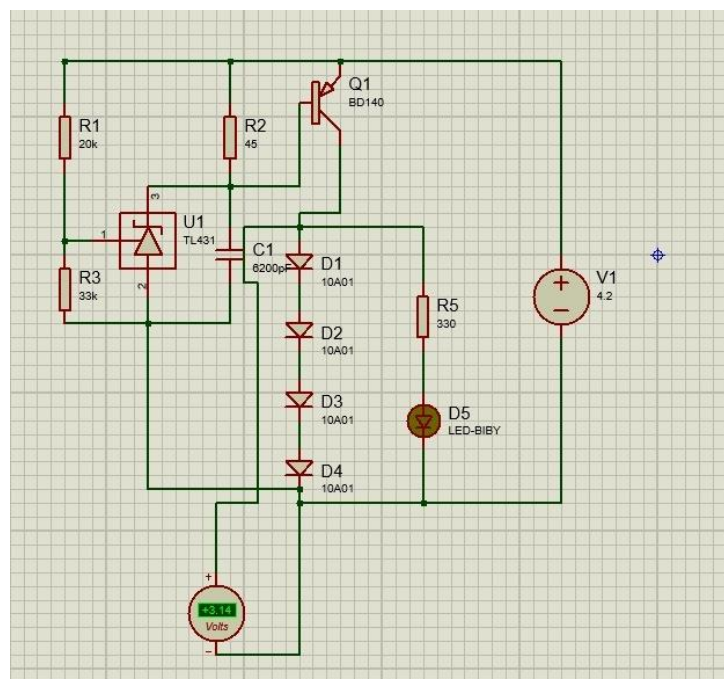 Q1
BD140
R1
20k
R2
45
3
U1
TL431
1
C1
6200pF
D1
10A01
R3
33k
2
V1
4.2
R5
330
D2
10A01
D3
10A01
D5
LED-BIBY
D4
10A01
+
+3.14
Volts
−